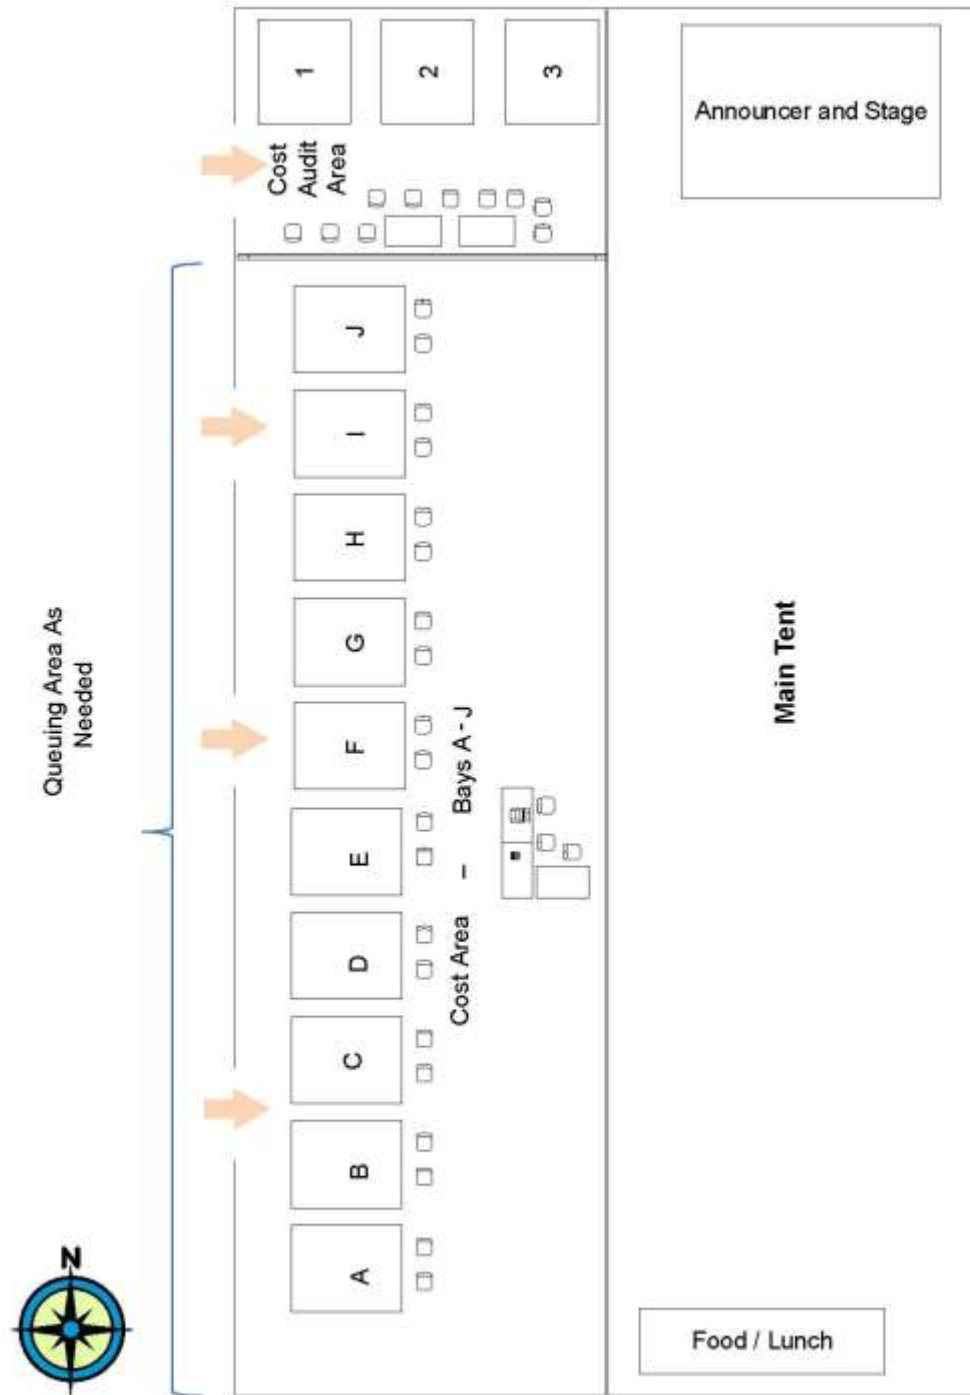 1
2
3
Announcer and Stage
Cost
Audit
Area
J
I
H
G
F
E
D
C
B
A
Cost Area – Bays A - J
Queuing Area As
Needed
Main Tent
N
Food / Lunch